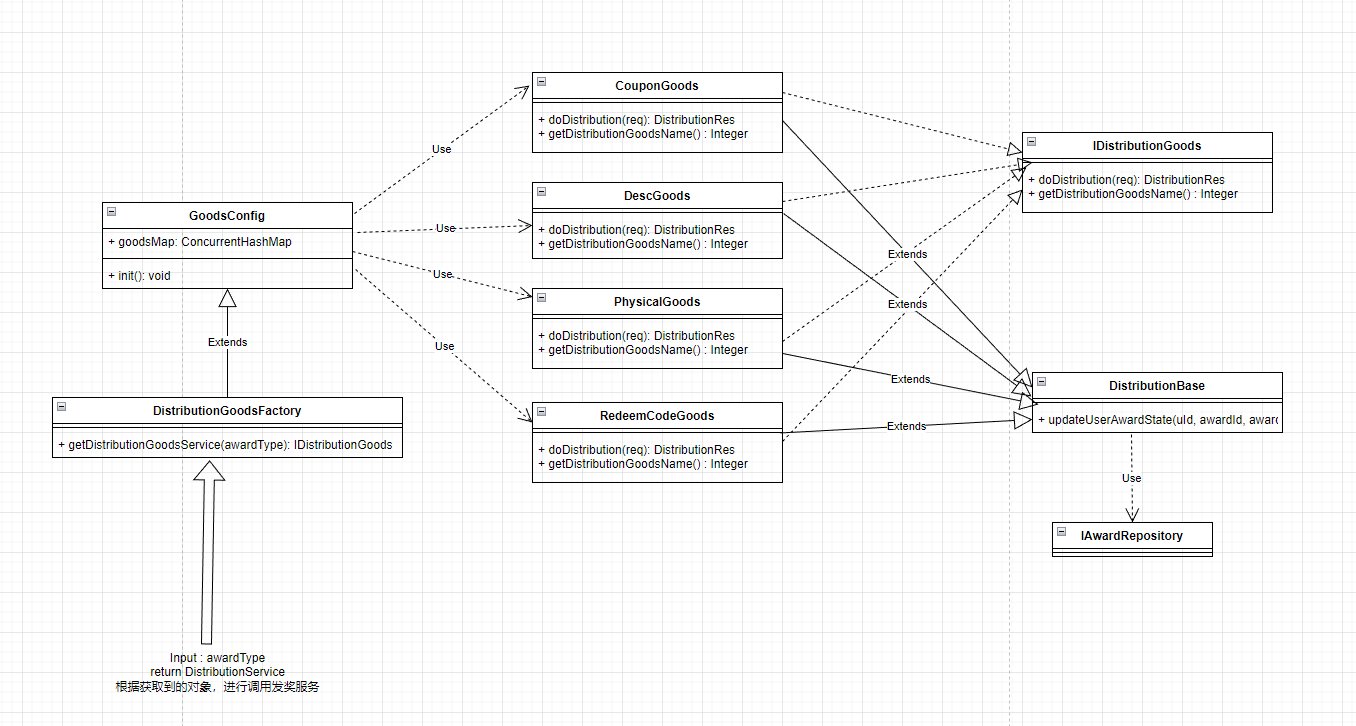 CouponGoods
+ doDistribution(req): DistributionRes
+ getDistributionGoodsName() : Integer
IDistributionGoods
+ doDistribution(req): DistributionRes
+ getDistributionGoodsName() : Integer
Use
DescGoods
+ doDistribution(req): DistributionRes
+ getDistributionGoodsName() : Integer
GoodsConfig
+ goodsMap: ConcurrentHashMap
+ init(): void
Use
Extends
Use
PhysicalGoods
+ doDistribution(req): DistributionRes
+ getDistributionGoodsName() : Integer
Extends
Extends
Use
Extends
DistributionBase
+ updateUserAwardState(uId, awardId, awar
DistributionGoodsFactory
+ getDistributionGoodsService(awardType): IDistributionGoods
RedeemCodeGoods
+ doDistribution(req): DistributionRes
+ getDistributionGoodsName() : Integer
Extends
Use
IAwardRepository
Input : awardType
return DistributionService
根据获取到的对象，进行调用发奖服务